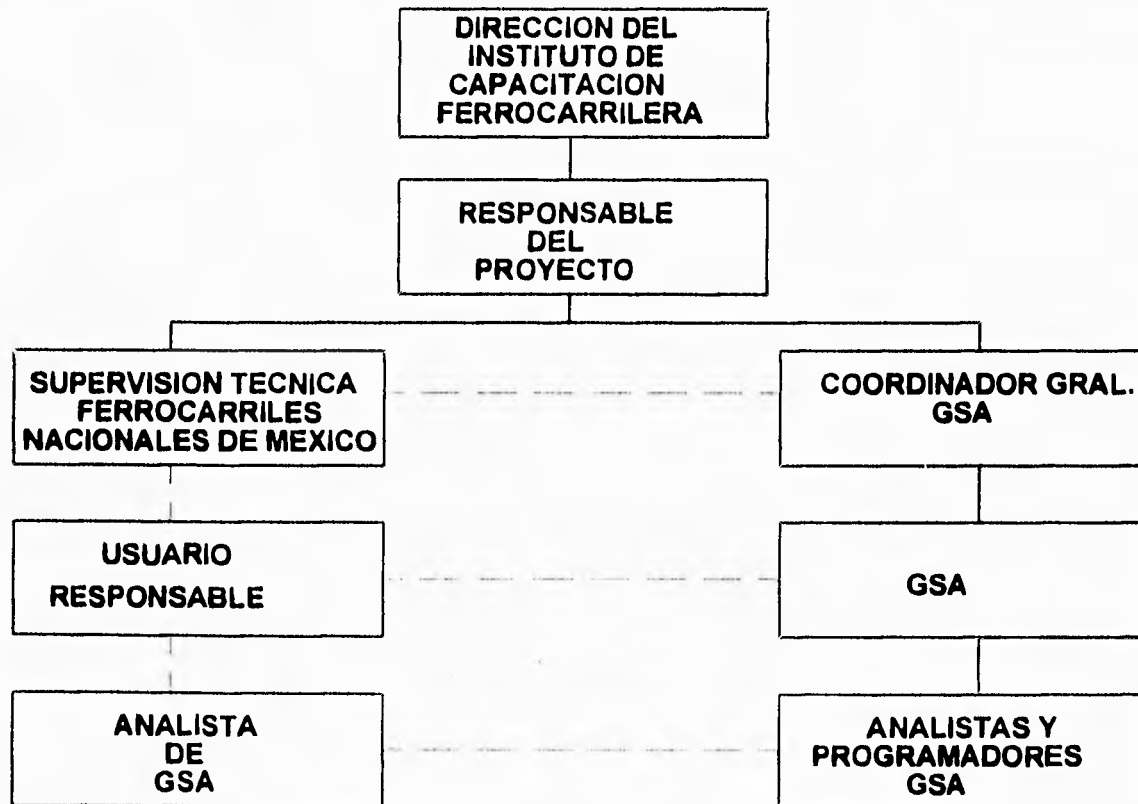 DIRECCION DEL
INSTITUTO DE
CAPACITACION
FERROCARRILERA
RESPONSABLE
DEL
PROYECTO
SUPERVISION TECNICA
FERROCARRILES
NACIONALES DE MEXICO
COORDINADOR GRAL.
GSA
USUARIO
RESPONSABLE
GSA
ANALISTA
DE
GSA
ANALISTAS Y
PROGRAMADORES
GSA